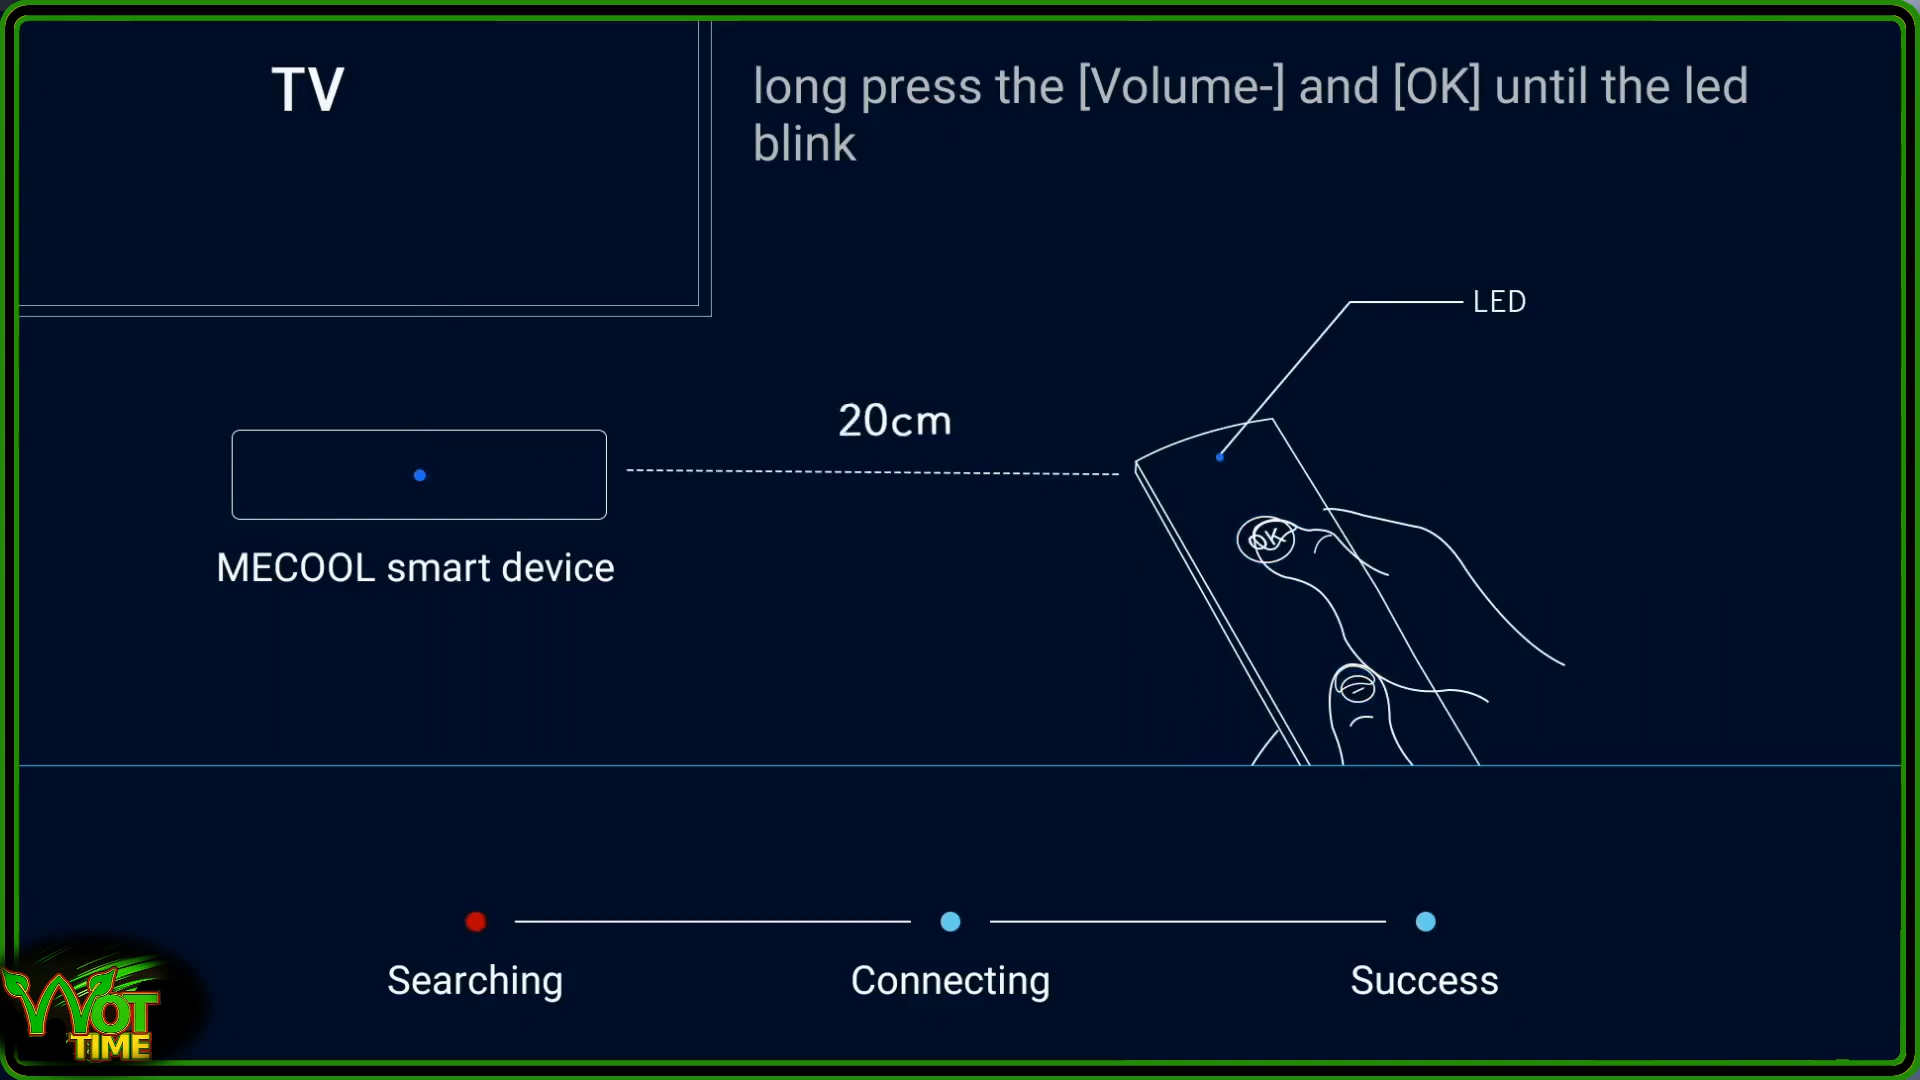 TV
long press the [Volume-] and [OK] until the led
blink
LED
20cm
OK
MECOOL smart device
Searching
Connecting
Success
WOT
TIME